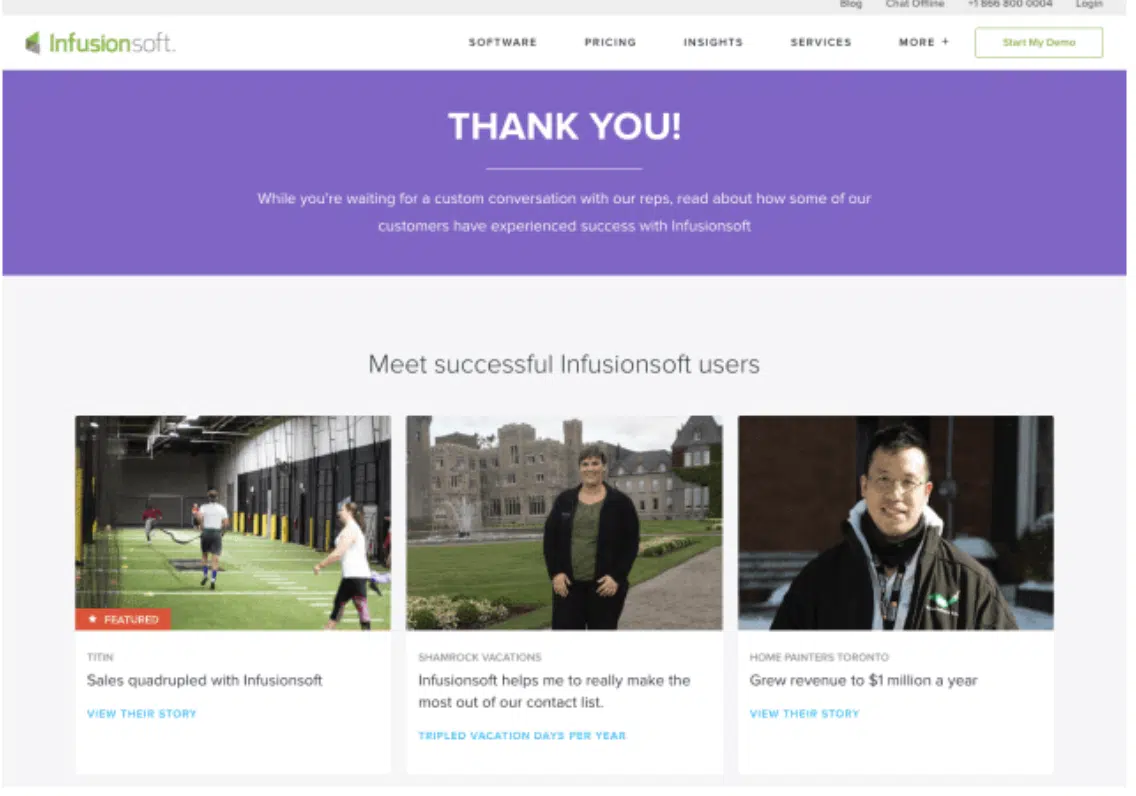 Blog Chat Offline +1 866 800 0004 Login
Infusionsoft.
SOFTWARE PRICING INSIGHTS SERVICES MORE + Start My Demo
THANK YOU!
While you're waiting for a custom conversation with our reps, read about how some of our
customers have experienced success with Infusionsoft
Meet successful Infusionsoft users
★ FEATURED
TITIN
Sales quadrupled with Infusionsoft
VIEW THEIR STORY
SHAMROCK VACATIONS
Infusionsoft helps me to really make the
most out of our contact list.
TRIPLED VACATION DAYS PER YEAR
HOME PAINTERS TORONTO
Grew revenue to $1 million a year
VIEW THEIR STORY